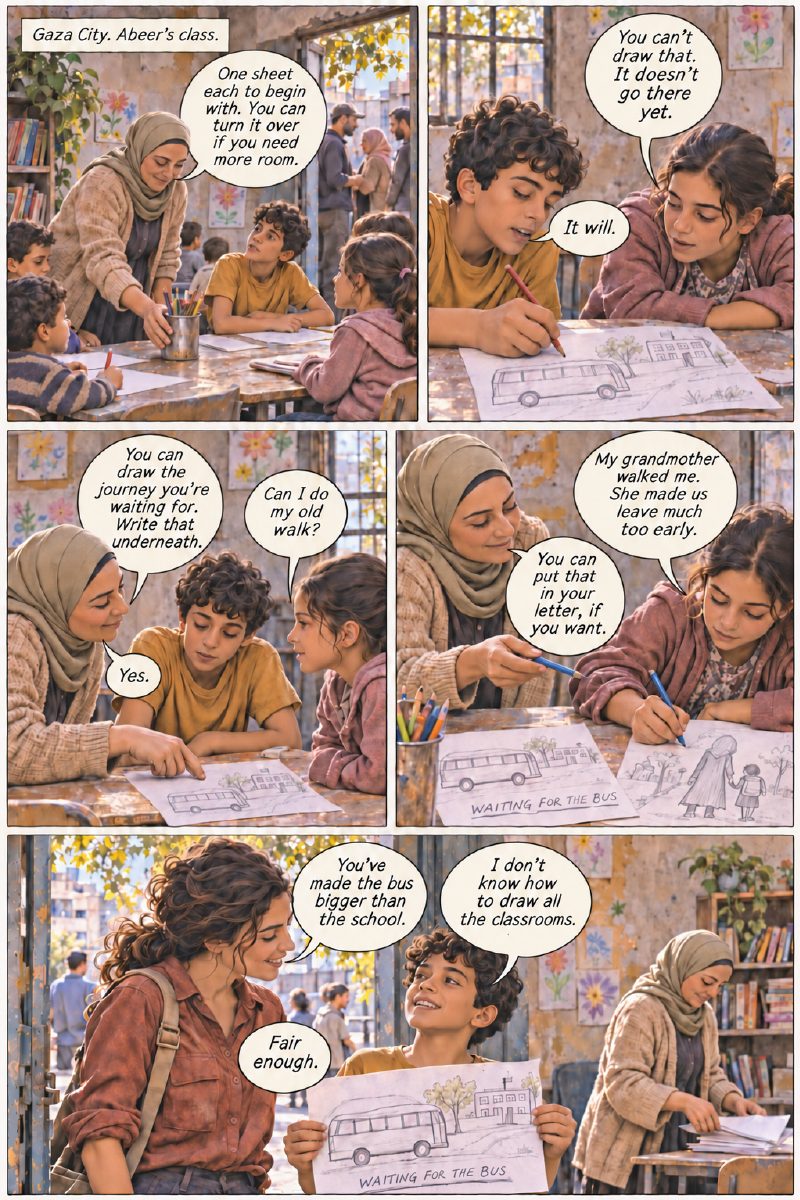 Gaza City. Abeer's class.
One sheet
each to begin
with. You can
turn it over
if you need
more room.
You can't
draw that.
It doesn't
go there
yet.
It will.
You can
draw the
journey you're
waiting for.
Write that
underneath.
Can I do
my old
walk?
Yes.
My grandmother
walked me.
She made us
leave much
too early.
You can
put that
in your
letter, if
you want.
WAITING FOR THE BUS
You've
made the bus
bigger than
the school.
I don't
know how
to draw all
the classrooms.
Fair
enough.
WAITING FOR THE BUS